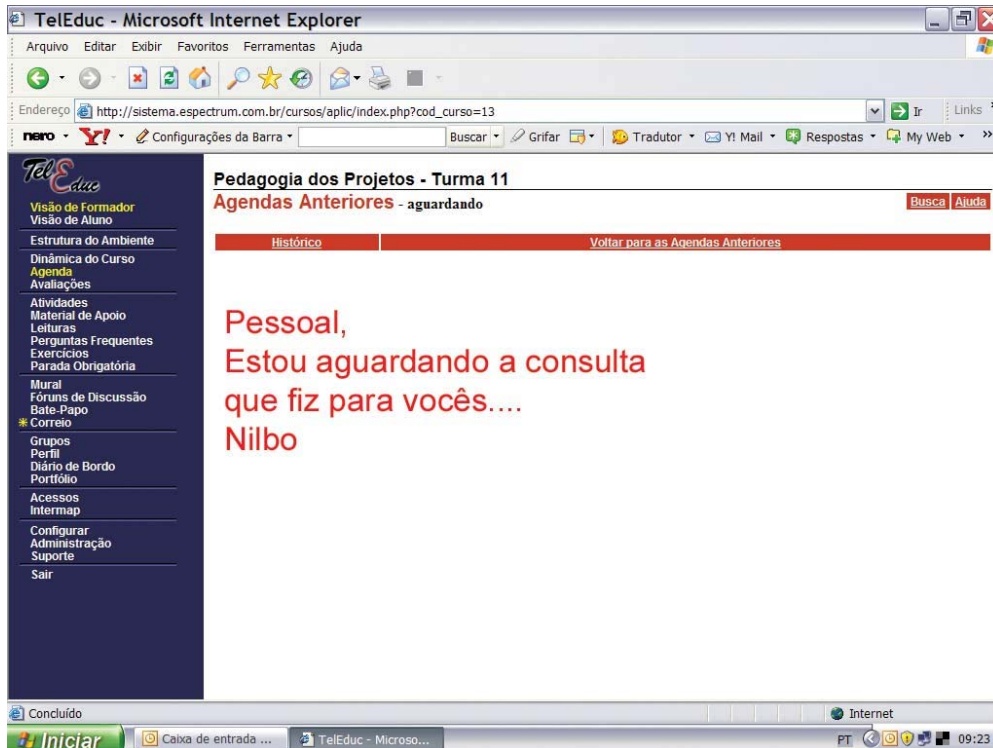 TelEduc - Microsoft Internet Explorer
Arquivo Editar Exibir Favoritos Ferramentas Ajuda
Endereço http://sistema.espectrum.com.br/cursos/aplic/index.php?cod_curso=13 Ir Links
nero Y! Configurações da Barra Buscar Grifar Tradutor Y! Mail Respostas My Web
TelEduc
Visão de Formador
Visão de Aluno
Estrutura do Ambiente
Dinâmica do Curso
Agenda
Avaliações
Atividades
Material de Apoio
Leituras
Perguntas Frequentes
Exercícios
Parada Obrigatória
Mural
Fóruns de Discussão
Bate-Papo
Correio
Grupos
Perfil
Diário de Bordo
Portfólio
Acessos
Intermap
Configurar
Administração
Suporte
Sair
Pedagogia dos Projetos - Turma 11
Agendas Anteriores - aguardando
Busca Ajuda
Histórico Voltar para as Agendas Anteriores
Pessoal,
Estou aguardando a consulta
que fiz para vocês....
Nilbo
Concluído Internet
Iniciar Caixa de entrada ... TelEduc - Microso... PT 09:23